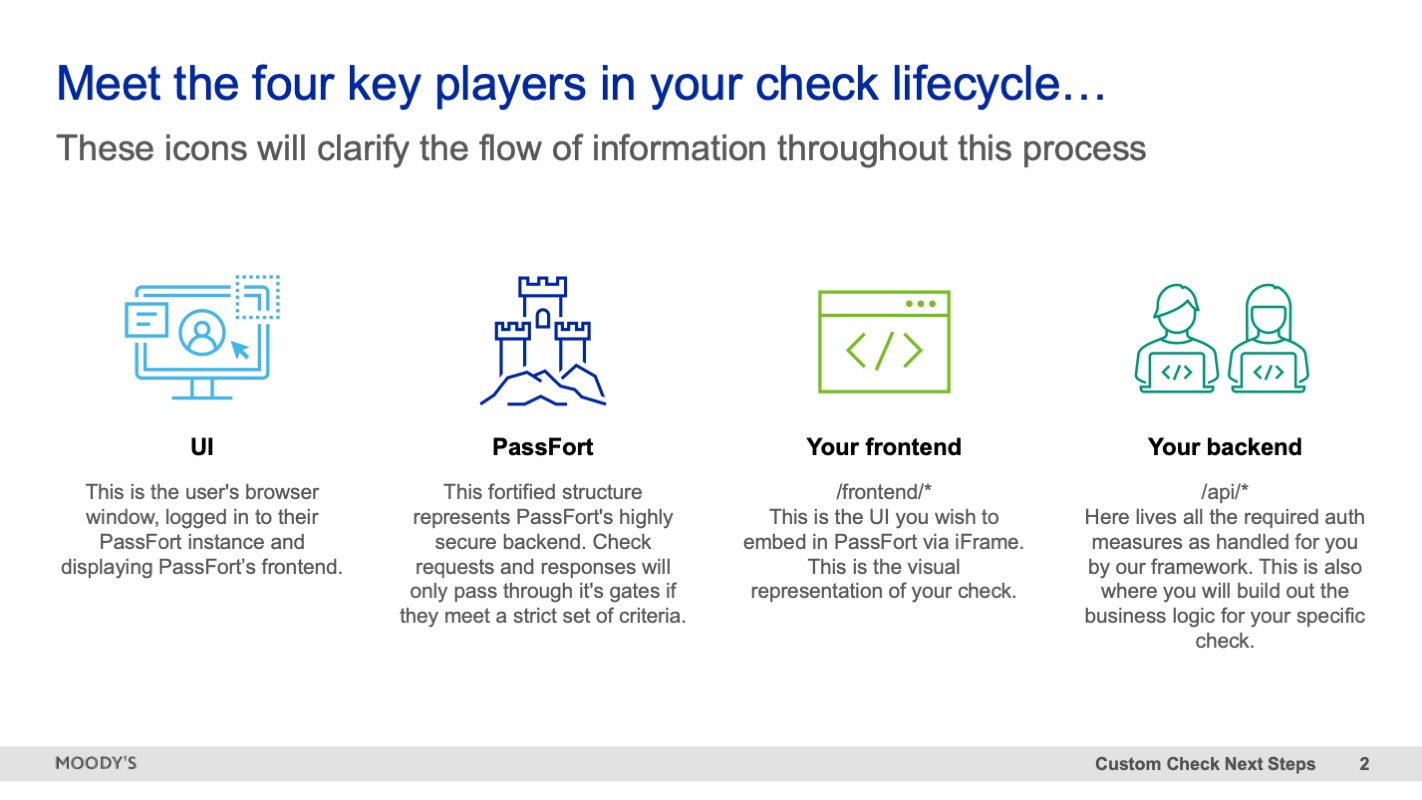 Meet the four key players in your check lifecycle…
These icons will clarify the flow of information throughout this process
UI
This is the user's browser
window, logged in to their
PassFort instance and
displaying PassFort’s frontend.
PassFort
This fortified structure
represents PassFort's highly
secure backend. Check
requests and responses will
only pass through it's gates if
they meet a strict set of criteria.
</>
Your frontend
/frontend/*
This is the UI you wish to
embed in PassFort via iFrame.
This is the visual
representation of your check.
</> </>
Your backend
/api/*
Here lives all the required auth
measures as handled for you
by our framework. This is also
where you will build out the
business logic for your specific
check.
MOODY'S
Custom Check Next Steps 2